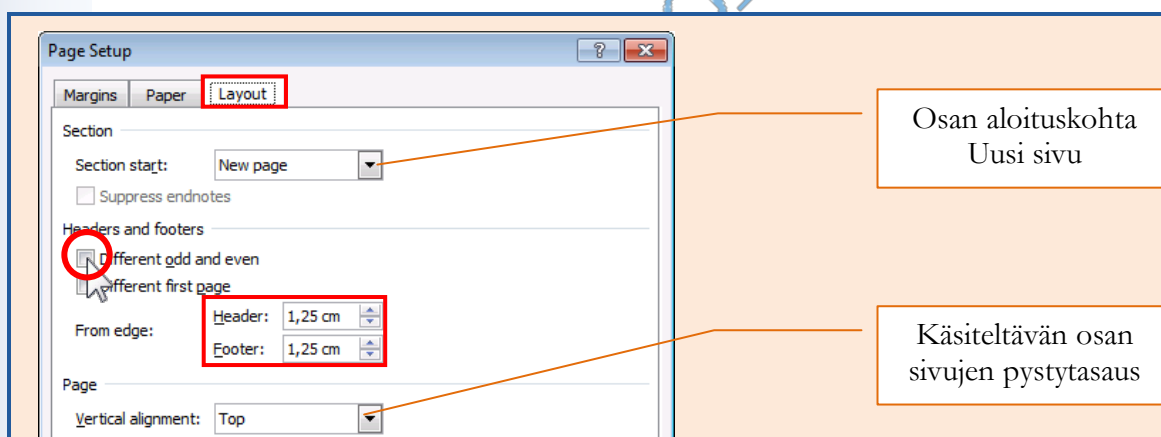 Page Setup
Margins Paper Layout
Section
Section start: New page
Suppress endnotes
Headers and footers
Different odd and even
Different first page
From edge:
Header: 1,25 cm
Footer: 1,25 cm
Page
Vertical alignment: Top
Osan aloituskohta
Uusi sivu
Käsiteltävän osan
sivujen pystytasaus